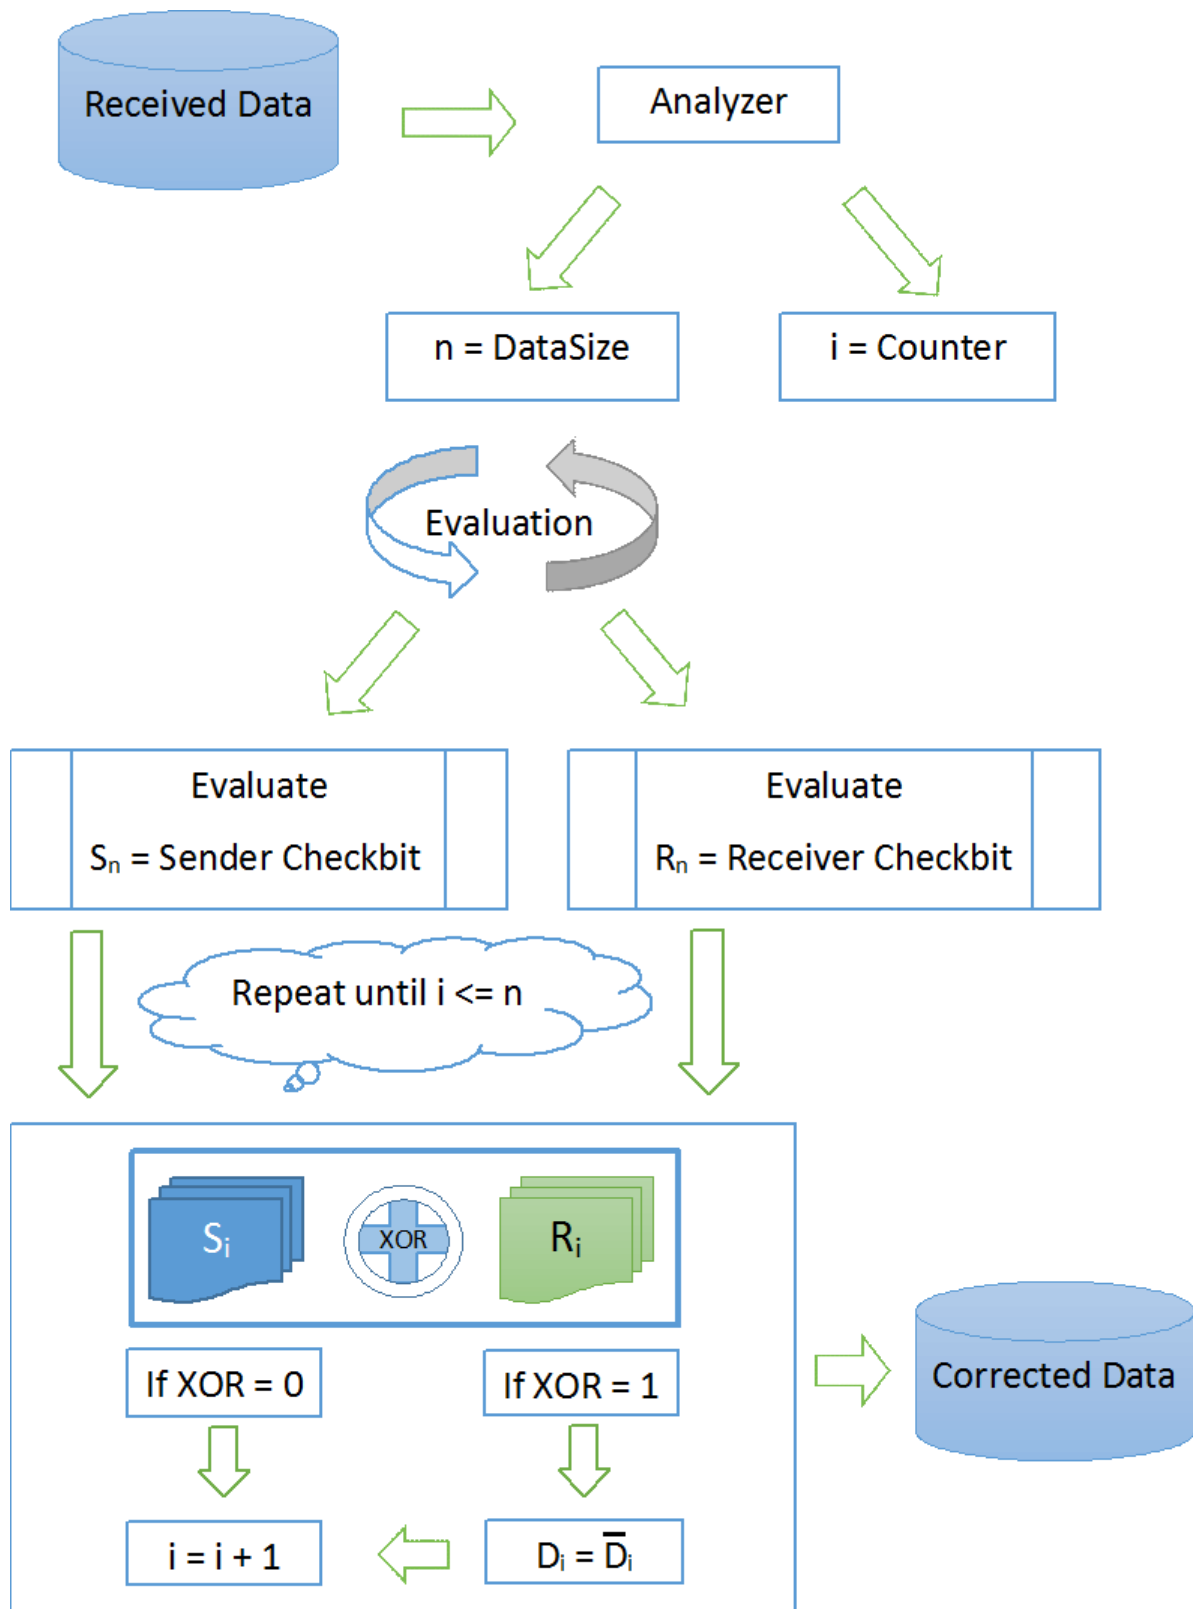 Received Data
Analyzer
n = DataSize
i = Counter
Evaluation
Evaluate
Sₙ = Sender Checkbit
Evaluate
Rₙ = Receiver Checkbit
Repeat until i <= n
Sᵢ
XOR
Rᵢ
If XOR = 0
If XOR = 1
Corrected Data
i = i + 1
Dᵢ = D̅ᵢ